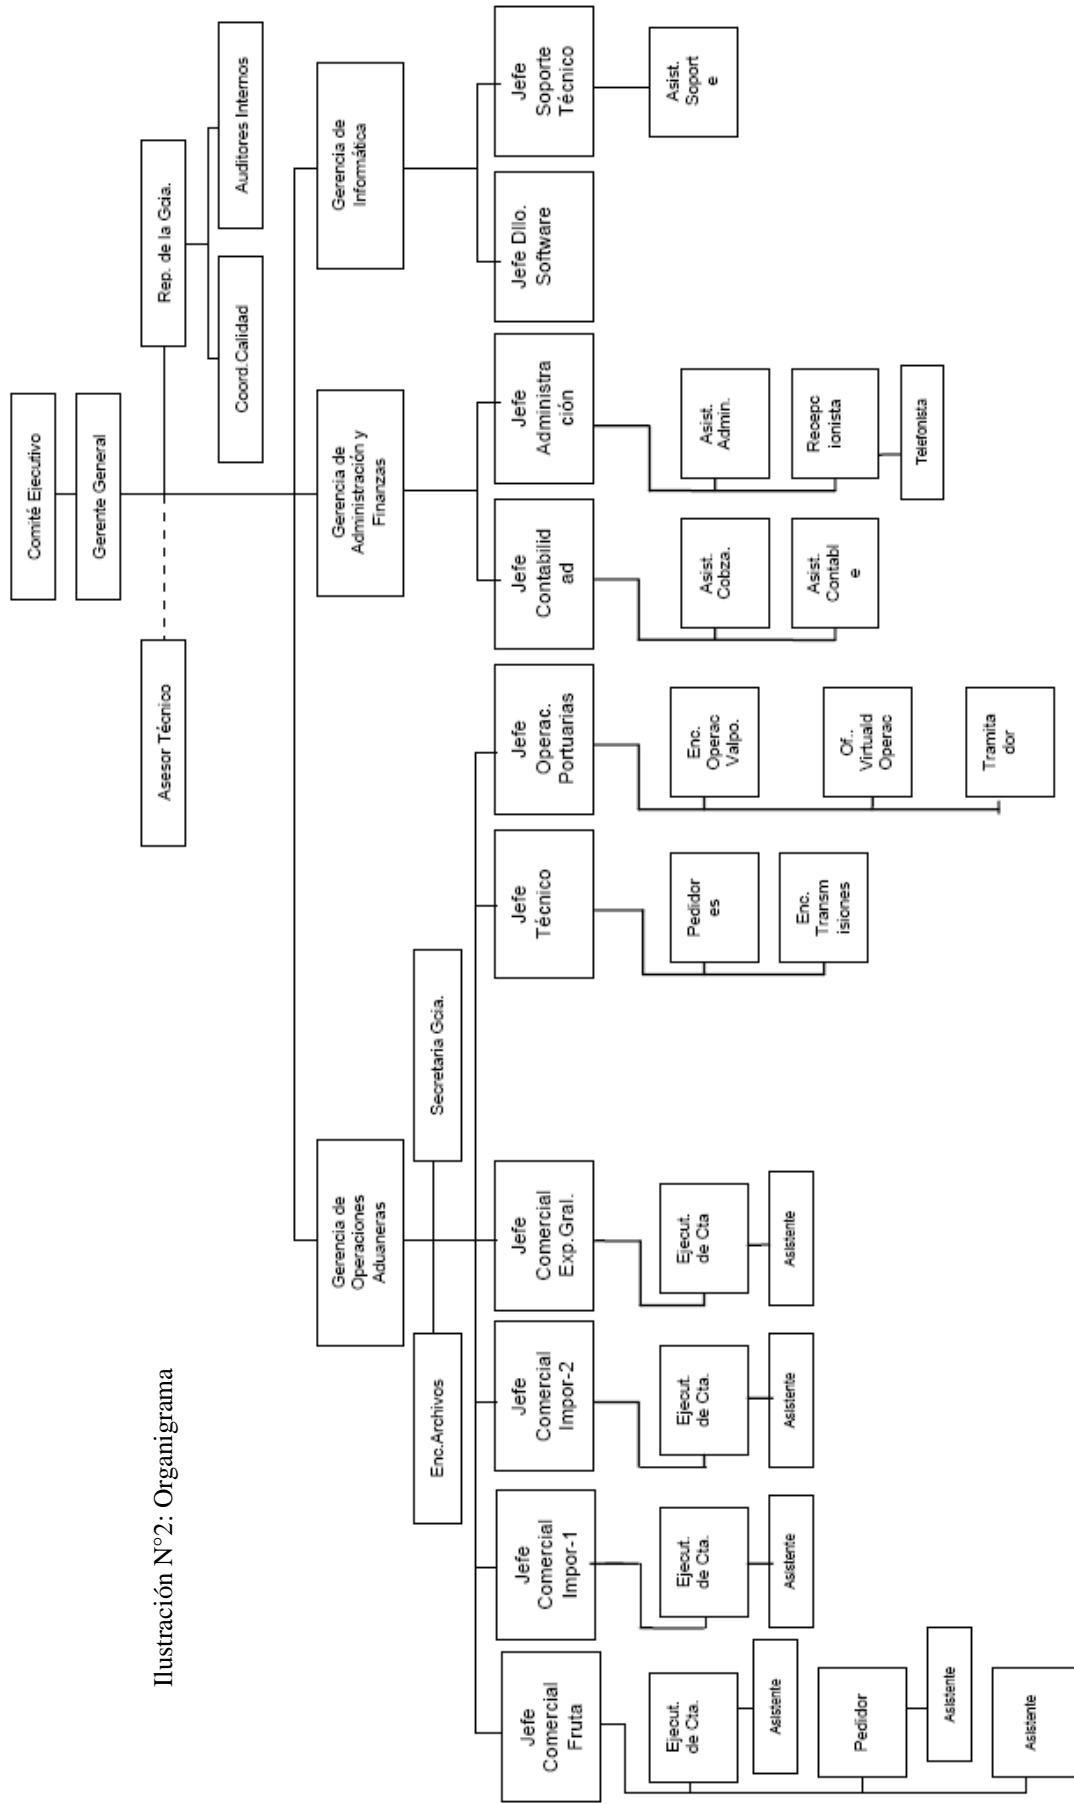 Ilustración N°2: Organigrama
Comité Ejecutivo
Gerente General
Asesor Técnico
Rep. de la Gcia.
Coord.Calidad
Auditores Internos
Gerencia de
Operaciones
Aduaneras
Gerencia de
Administración y
Finanzas
Gerencia de
Informática
Enc.Archivos
Secretaria Gcia.
Jefe
Comercial
Fruta
Jefe
Comercial
Impor-1
Jefe
Comercial
Impor-2
Jefe
Comercial
Exp.Gral.
Jefe
Técnico
Jefe
Operac.
Portuarias
Jefe
Contabilid
ad
Jefe
Administra
ción
Jefe Dllo.
Software
Jefe
Soporte
Técnico
Ejecut.
de Cta.
Asistente
Pedidor
Asistente
Asistente
Ejecut.
de Cta.
Asistente
Ejecut.
de Cta.
Asistente
Ejecut.
de Cta
Asistente
Pedidor
es
Enc.
Transm
isiones
Enc.
Operac
Valpo.
Of..
Virtuald
Operac
Tramita
dor
Asist.
Cobza.
Asist.
Contabl
e
Asist.
Admin.
Recepc
ionista
Telefonista
Asist.
Soport
e